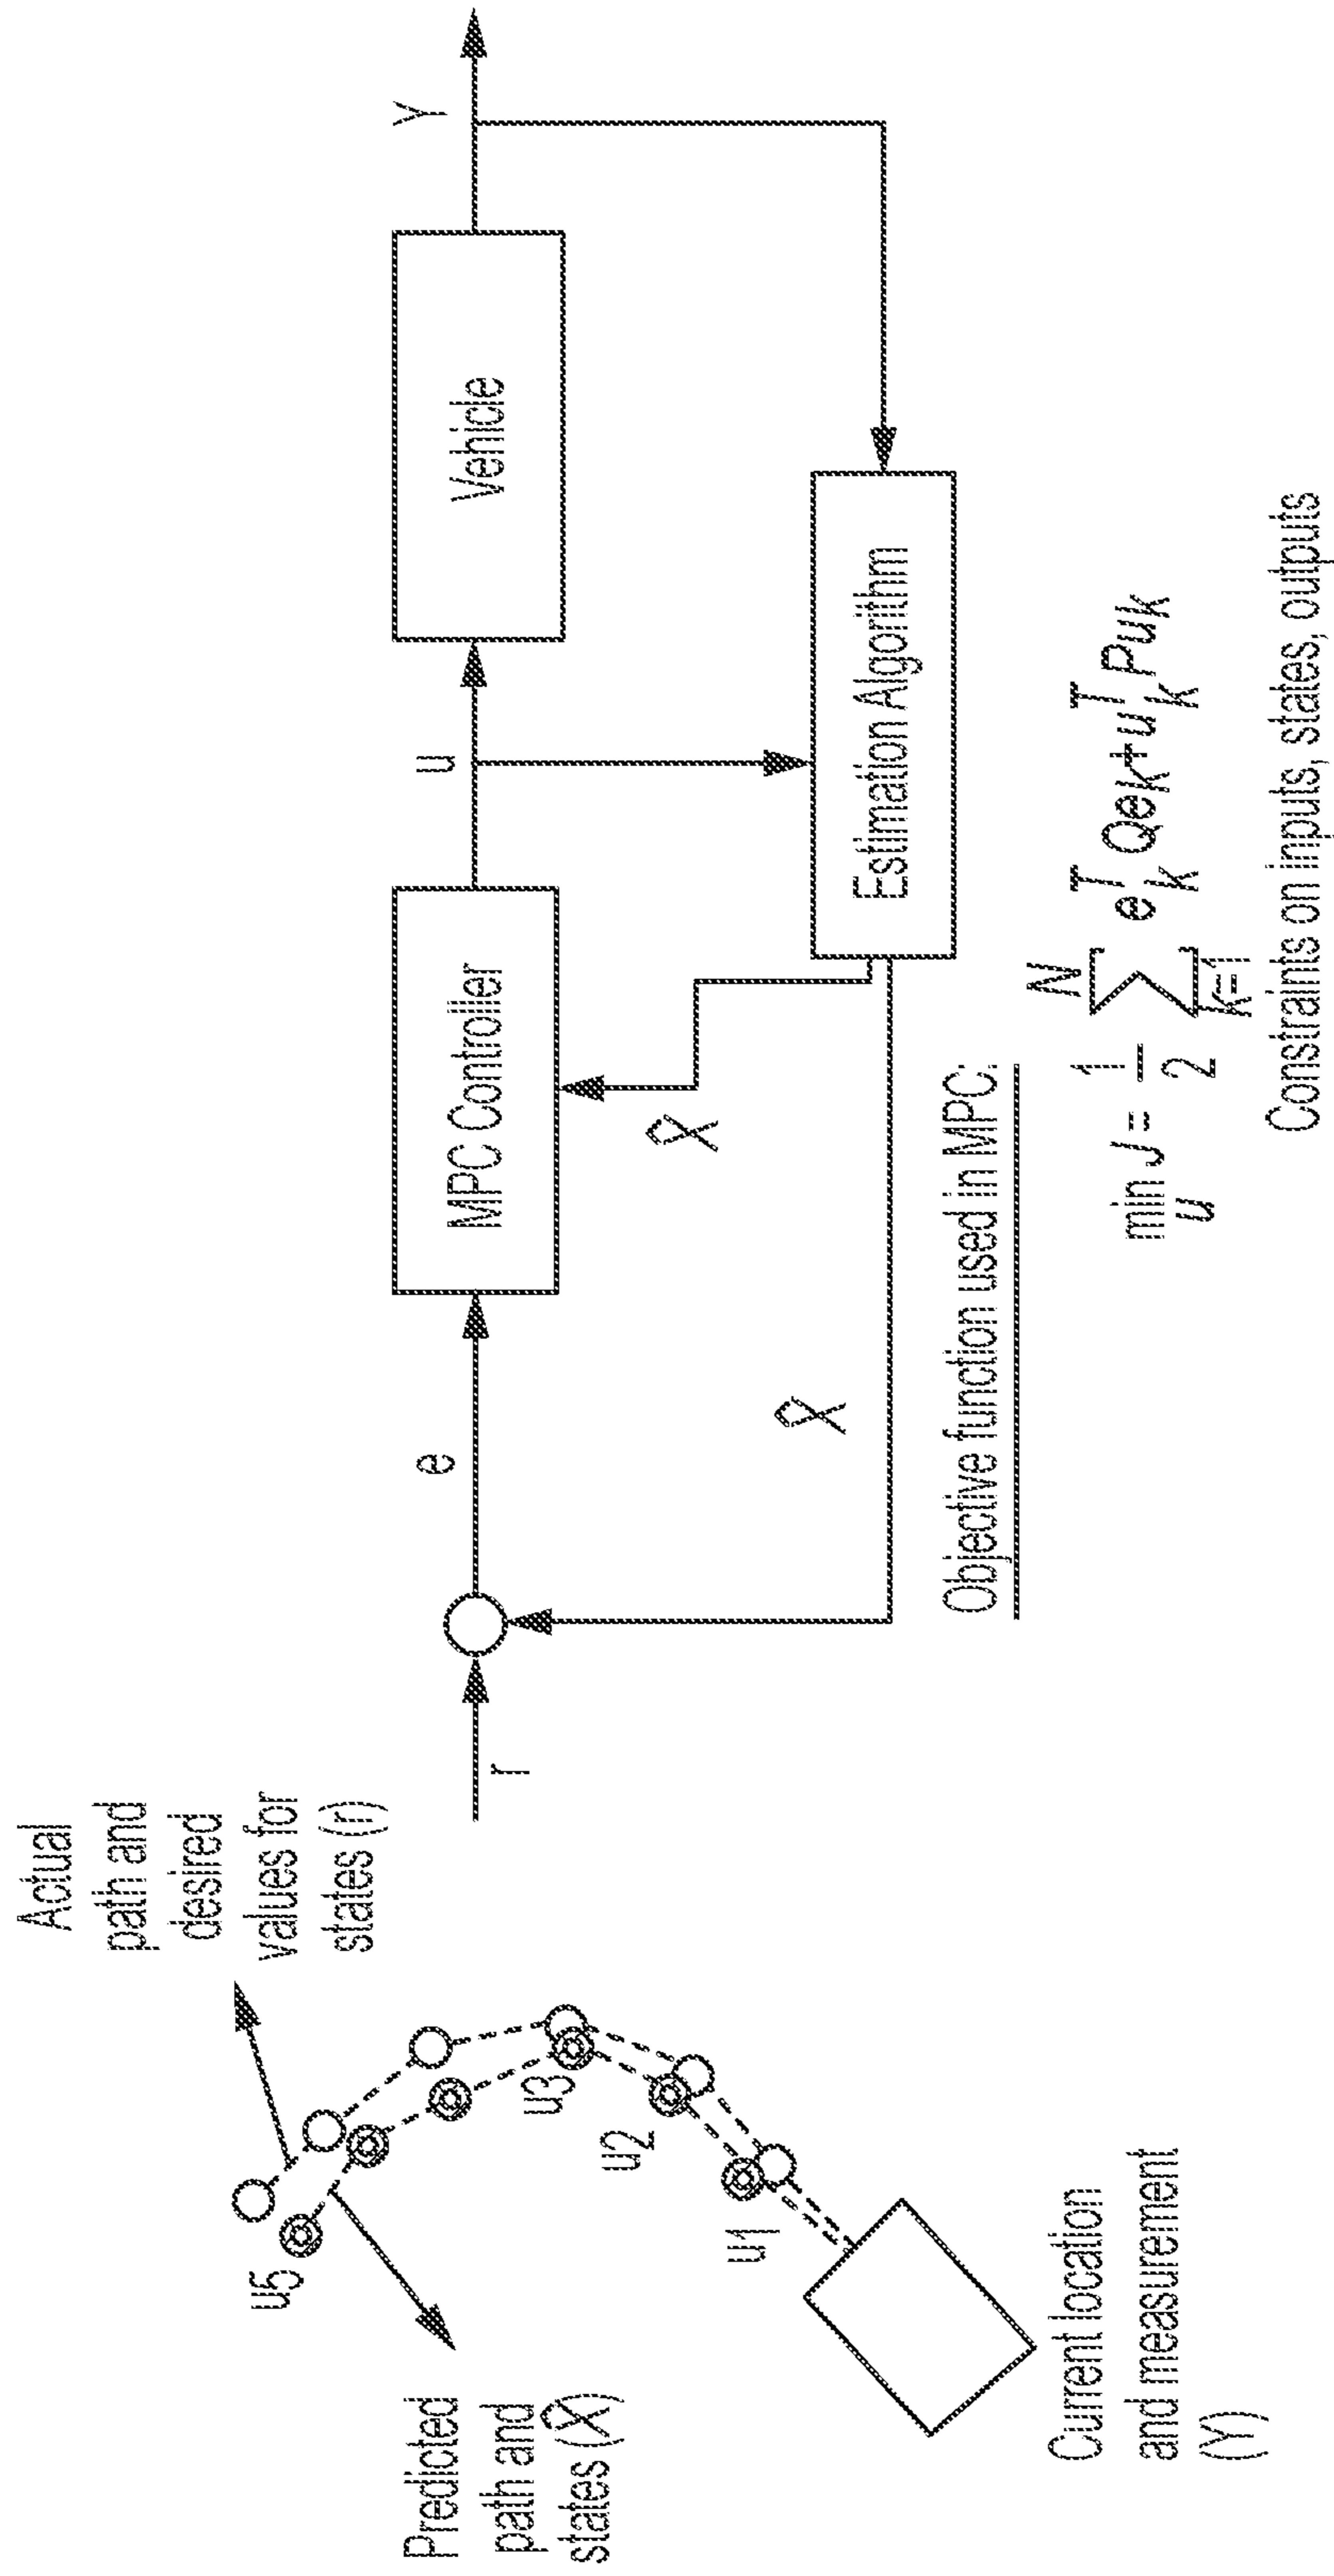 Actual
path and
desired
values for
states (r)
Predicted
path and
states (X̂)
u5
u3
u2
u1
Current location
and measurement
(Y)
r
e
MPC Controller
u
Vehicle
Y
X̂
X̂
Estimation Algorithm
Objective function used in MPC:
min J = 1/2 ∑ e_k^T Qe_k+u_k^T Pu_k
u k=1 N
Constraints on inputs, states, outputs